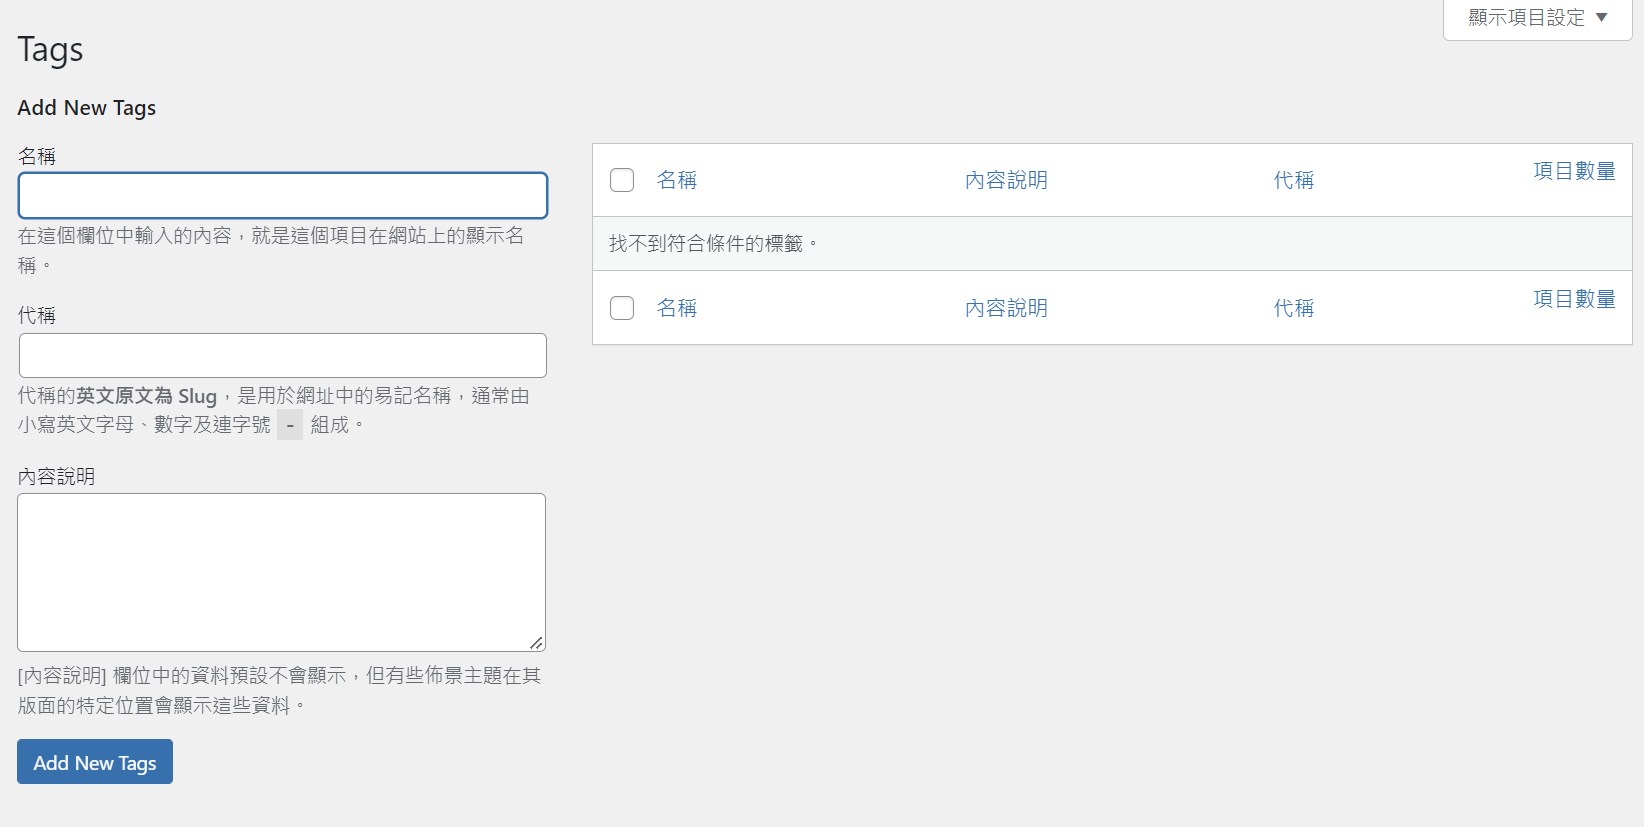 顯示項目設定 ▼
Tags
Add New Tags
名稱
在這個欄位中輸入的內容，就是這個項目在網站上的顯示名
稱。
代稱
代稱的英文原文為 Slug，是用於網址中的易記名稱，通常由
小寫英文字母、數字及連字號 - 組成。
內容說明
[內容說明] 欄位中的資料預設不會顯示，但有些佈景主題在其
版面的特定位置會顯示這些資料。
Add New Tags
名稱 內容說明 代稱 項目數量
找不到符合條件的標籤。
名稱 內容說明 代稱 項目數量